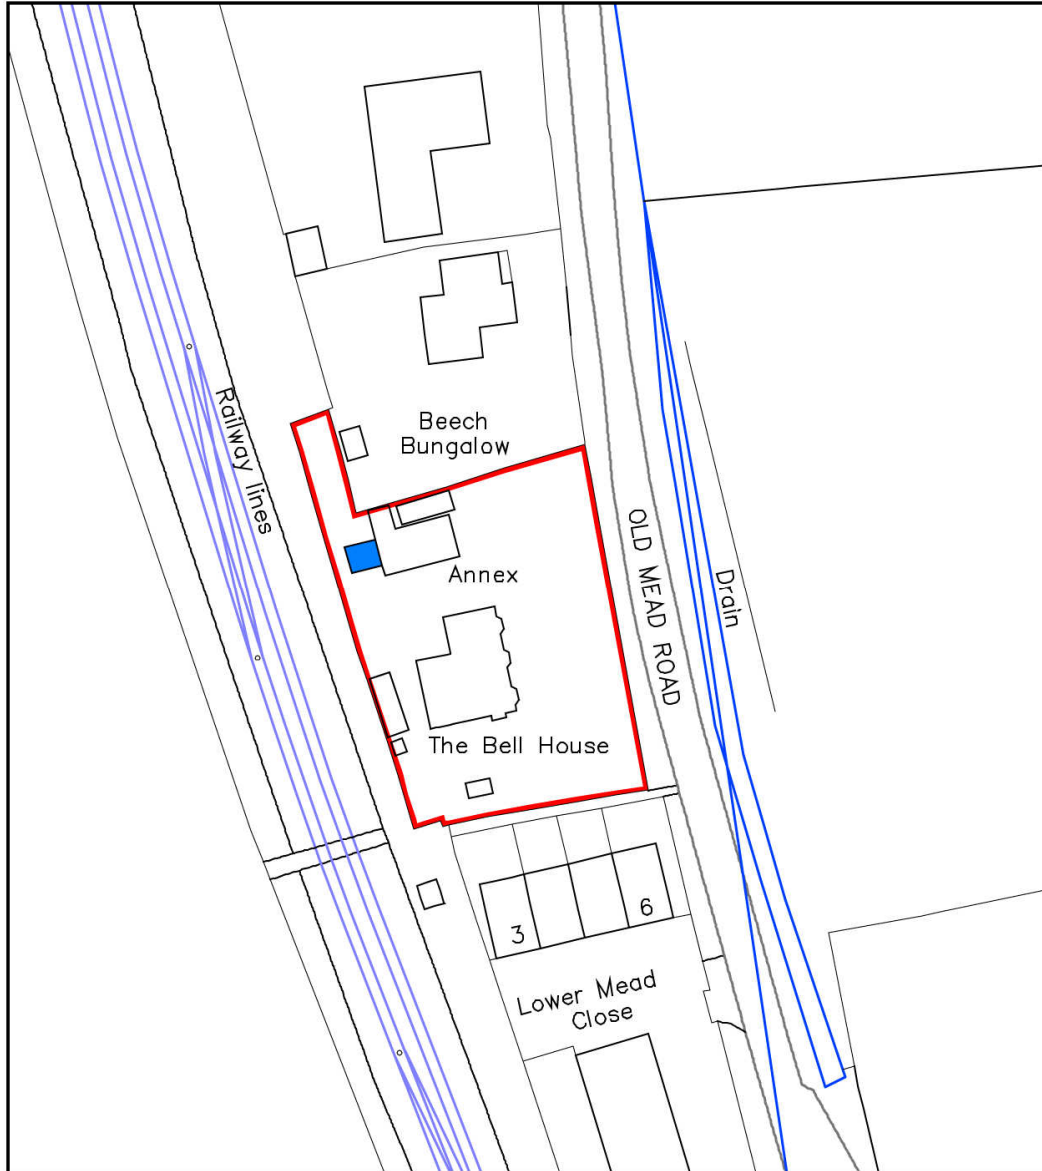 Beech
Bungalow
Railway lines
OLD MEAD ROAD
Annex
Drain
The Bell House
3
6
Lower Mead
Close